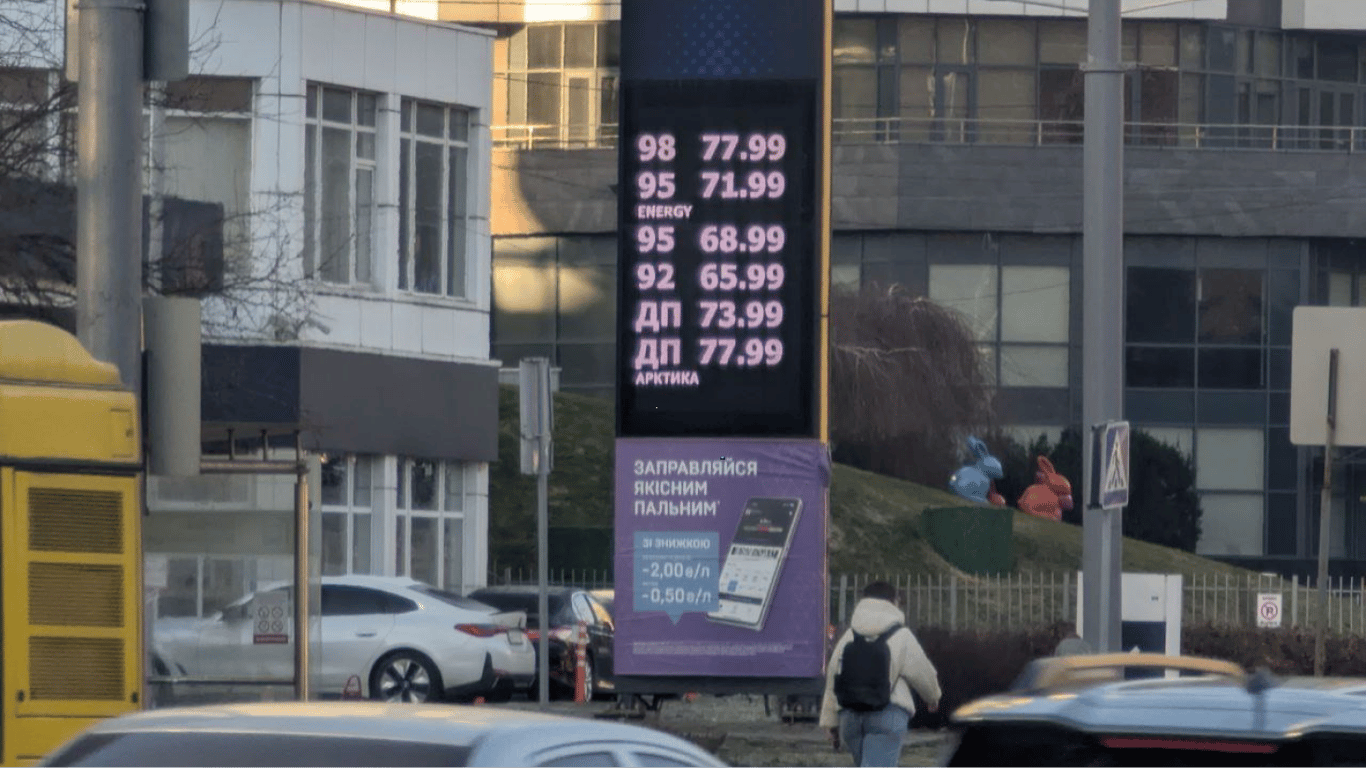 98 77.99
95 71.99
ENERGY
95 68.99
92 65.99
ДП 73.99
ДП 77.99
АРКТИКА
ЗАПРАВЛЯЙСЯ
ЯКІСНИМ
ПАЛЬНИМ*
ЗІ ЗНИЖКОЮ
-2,00₴/л
-0,50₴/л